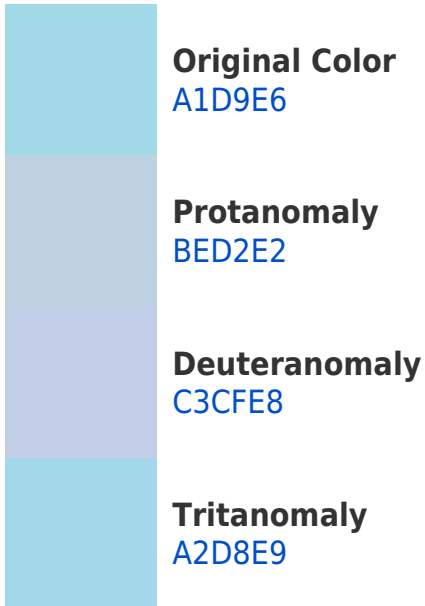 Original Color
A1D9E6
Protanomaly
BED2E2
Deuteranomaly
C3CFE8
Tritanomaly
A2D8E9